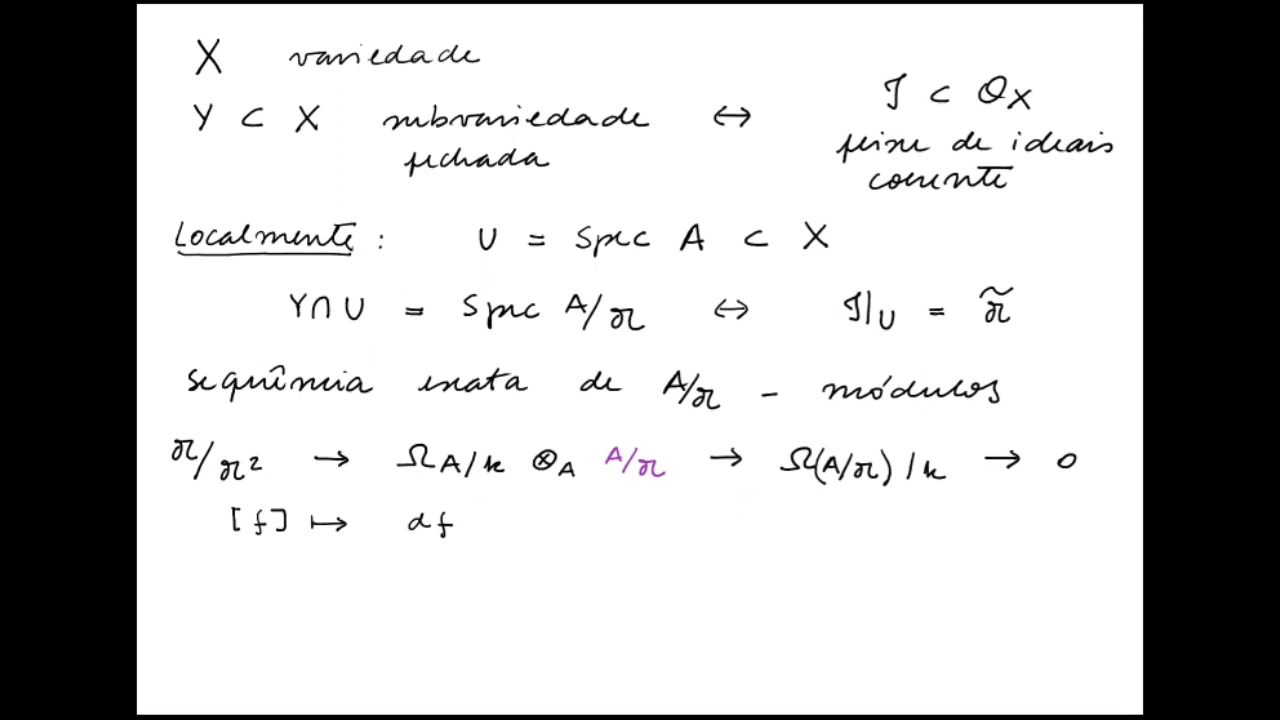 X variedade
Y ⊂ X subvariedade fechada ↔ I ⊂ O_X feixe de ideais coerente
Localmente: U = Spec A ⊂ X
Y∩U = Spec A/π ↔ I|_U = π̃
sequência exata de A/π - módulos
π/π² → Ω_{A/k} ⊗_A A/π → Ω_{(A/π)/k} → 0
[f] ↦ df